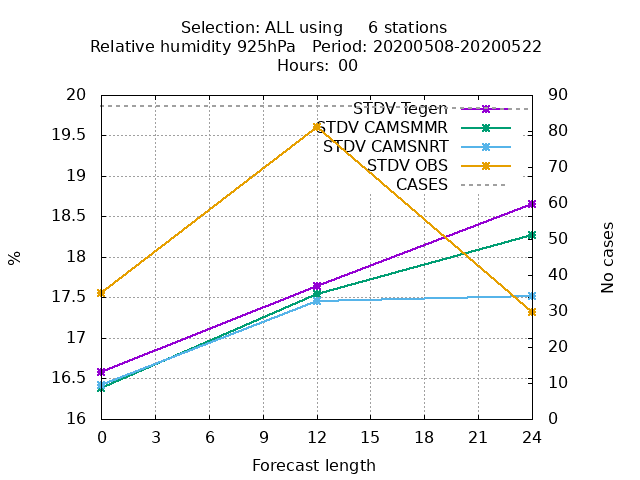 Selection: ALL using     6 stations
Relative humidity 925hPa   Period: 20200508-20200522
Hours: 00
STDV Tegen
STDV CAMSMMR
STDV CAMSNRT
STDV OBS
CASES
20
19.5
19
18.5
18
17.5
17
16.5
16
%
90
80
70
60
50
40
30
20
10
0
No cases
0 3 6 9 12 15 18 21 24
Forecast length